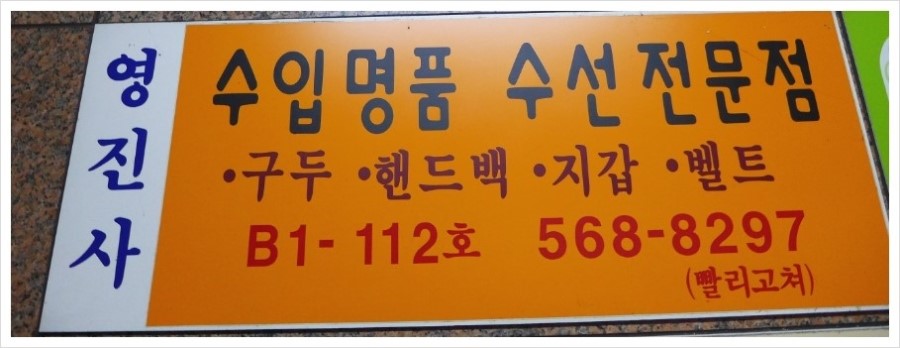 영진사
수입명품 수선전문점
·구두 ·핸드백 ·지갑 ·벨트
B1-112호 568-8297
(빨리고쳐)